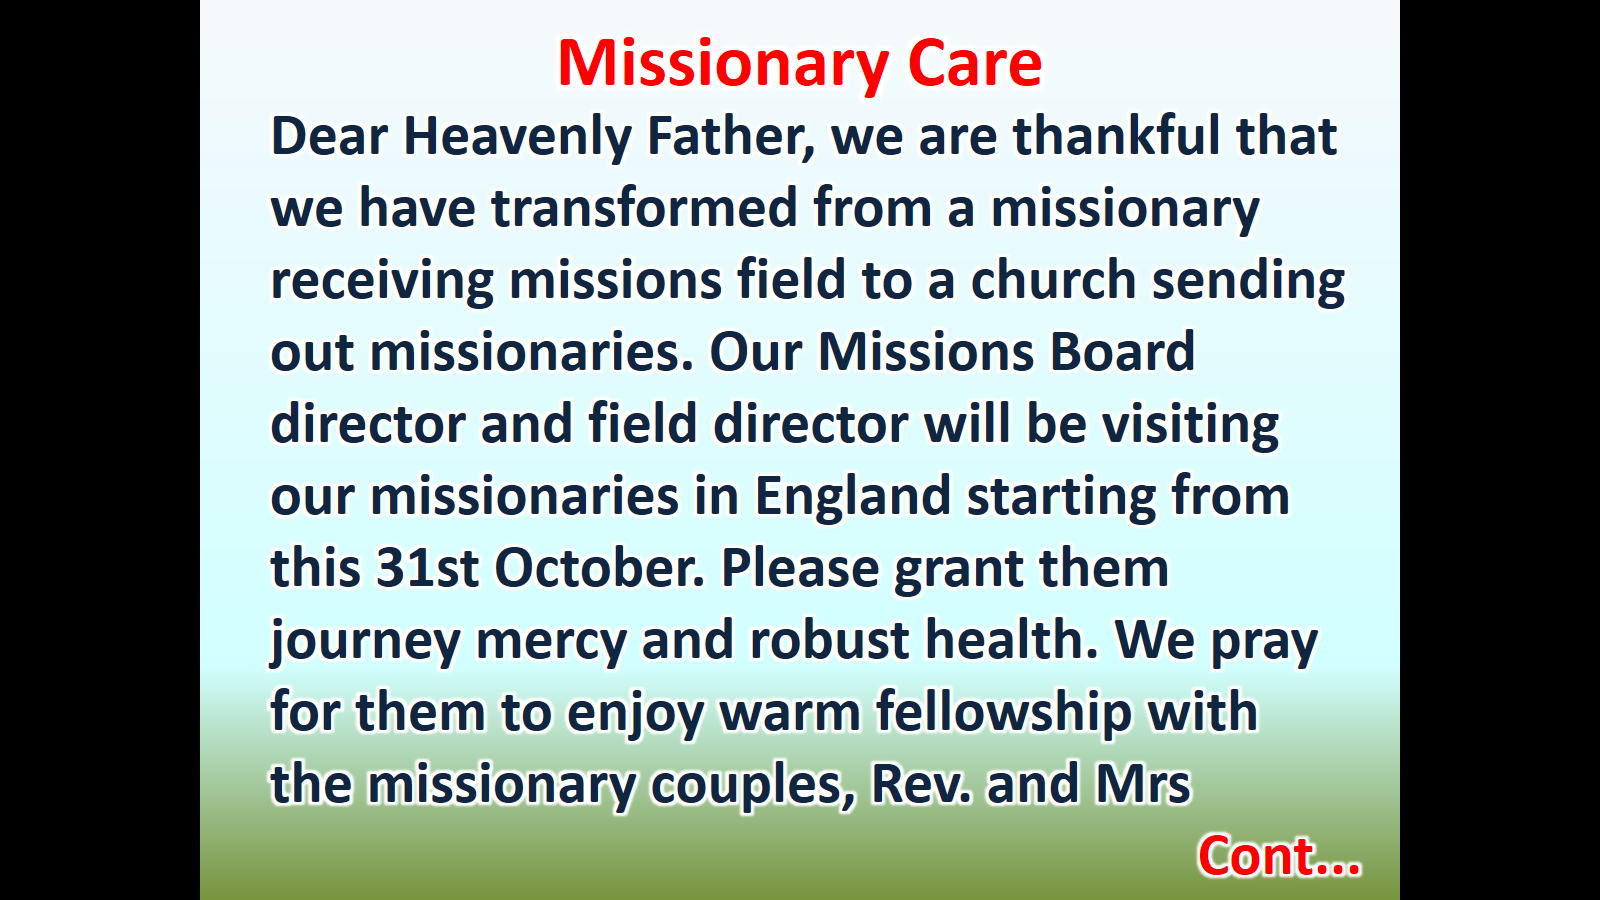 Missionary Care
Dear Heavenly Father, we are thankful that
we have transformed from a missionary
receiving missions field to a church sending
out missionaries. Our Missions Board
director and field director will be visiting
our missionaries in England starting from
this 31st October. Please grant them
journey mercy and robust health. We pray
for them to enjoy warm fellowship with
the missionary couples, Rev. and Mrs
Cont...